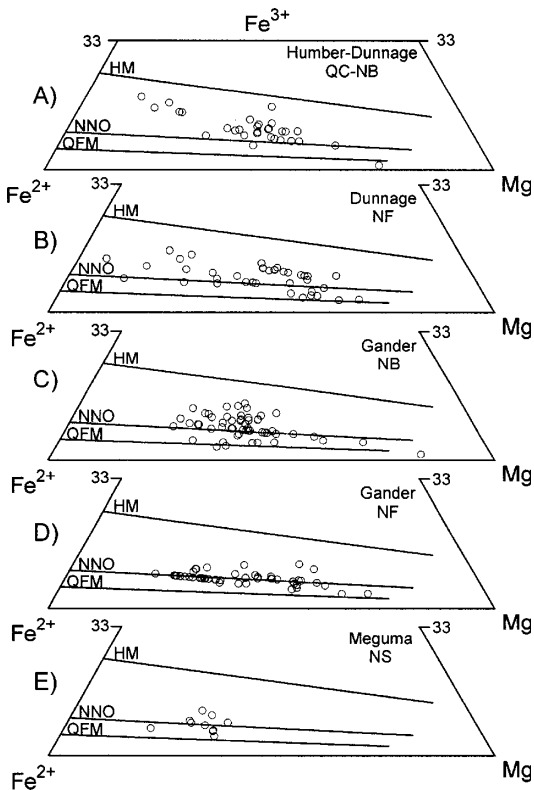 Fe3+
33 33
HM
Humber-Dunnage
QC-NB
A)
NNO
QFM
Fe2+
Mg
33 33
HM
Dunnage
NF
B)
NNO
QFM
Fe2+
Mg
33 33
HM
Gander
NB
C)
NNO
QFM
Fe2+
Mg
33 33
HM
Gander
NF
D)
NNO
QFM
Fe2+
Mg
33 33
HM
Meguma
NS
E)
NNO
QFM
Fe2+
Mg